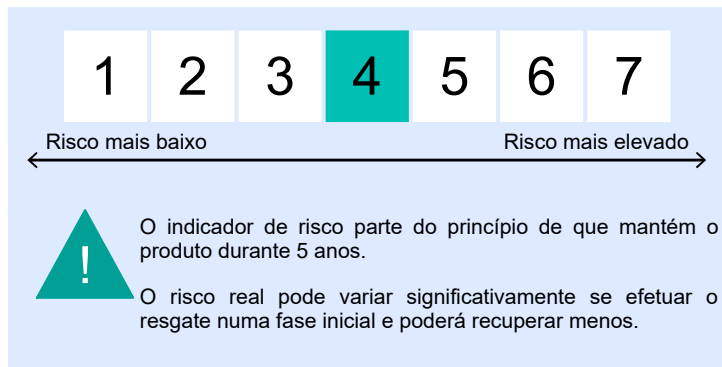 1 2 3 4 5 6 7
Risco mais baixo Risco mais elevado
!
O indicador de risco parte do princípio de que mantém o
produto durante 5 anos.
O risco real pode variar significativamente se efetuar o
resgate numa fase inicial e poderá recuperar menos.